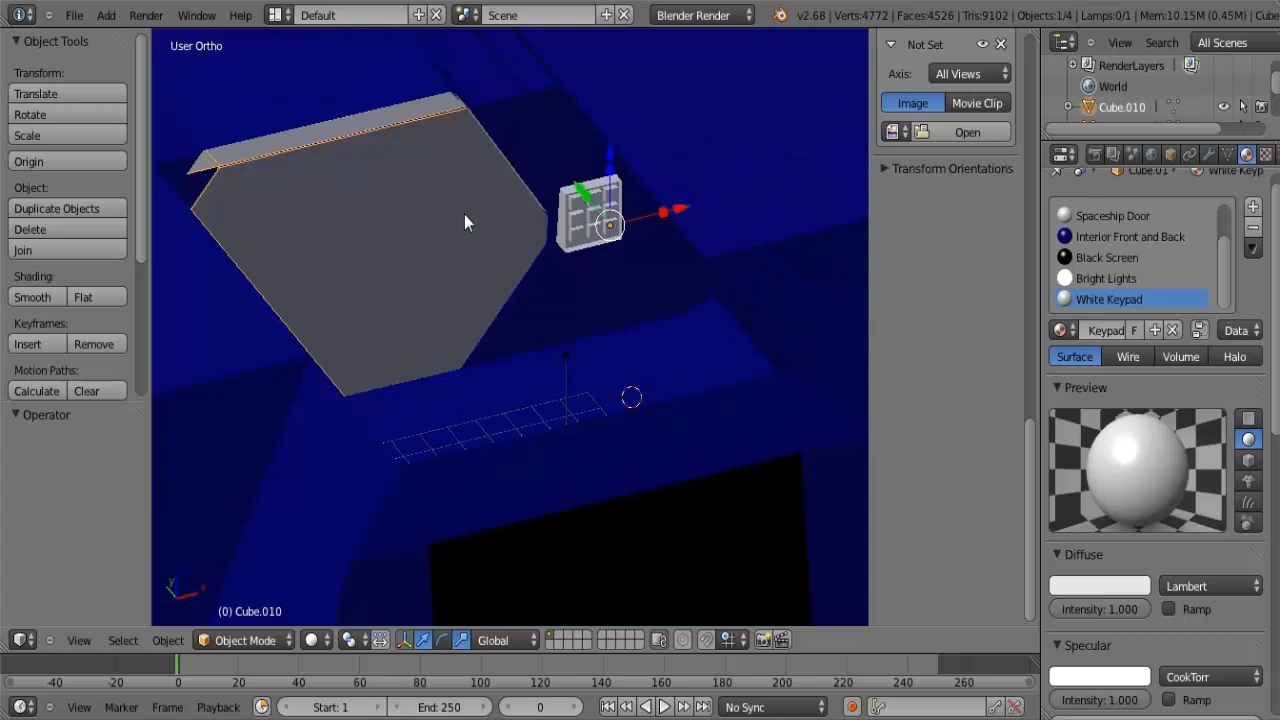 File Add Render Window Help Default Scene Blender Render v2.68 | Verts:4772 | Faces:4526 | Tris:9102 | Objects:1/4 | Lamps:0/1 | Mem:10.15M (0.45M) | Cube
Object Tools
User Ortho
Not Set
View Search All Scenes
Transform:
RenderLayers
Translate
Axis: All Views
World
Rotate
Image Movie Clip
Cube.010
Scale
Open
Origin
Transform Orientations
Object:
Duplicate Objects
Spaceship Door
Delete
Interior Front and Back
Join
Black Screen
Shading:
Bright Lights
Smooth Flat
White Keypad
Keyframes:
Keypad F Data
Insert Remove
Surface Wire Volume Halo
Motion Paths:
Calculate Clear
Preview
Operator
Diffuse
Lambert
Intensity: 1.000 Ramp
(0) Cube.010
View Select Object Object Mode Global
Specular
CookTorr
-40 -20 0 20 40 60 80 100 120 140 160 180 200 220 240 260
Intensity: 1.000 Ramp
View Marker Frame Playback Start: 1 End: 250 0 No Sync